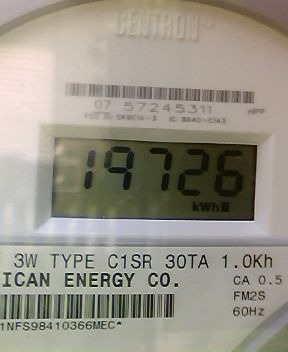 CENTRON®
07 57245311
19726
kWh
3W TYPE C1SR 30TA 1.0Kh
ICAN ENERGY CO.
CA 0.5
FM2S
60Hz
1NFS98410366MEC*